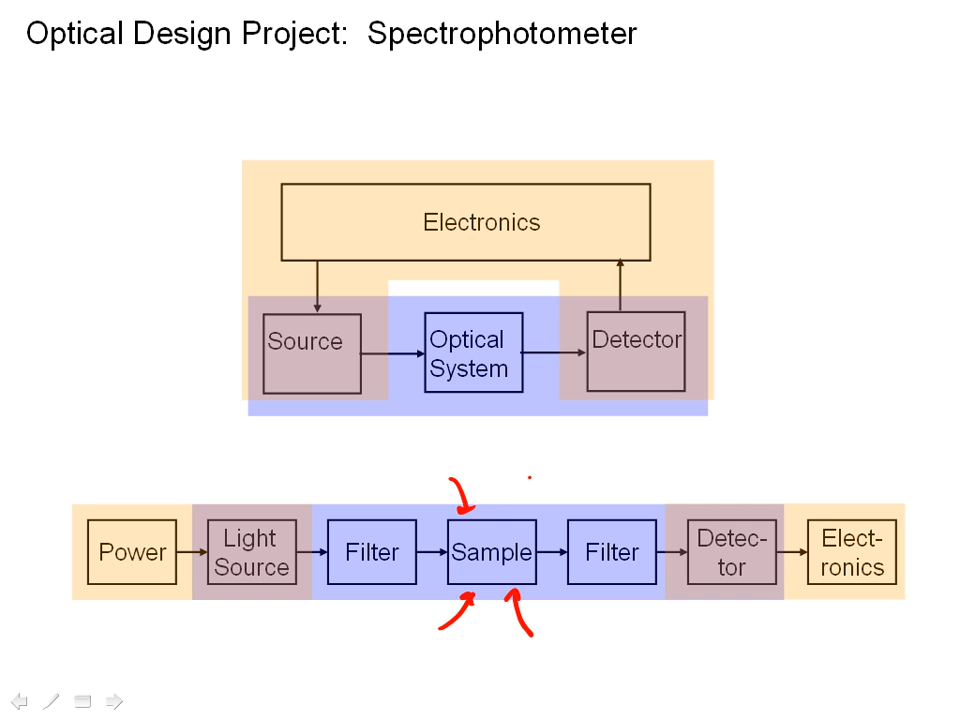 Optical Design Project:  Spectrophotometer
Electronics
Source
Optical
System
Detector
Power
Light
Source
Filter
Sample
Filter
Detec-
tor
Elect-
ronics